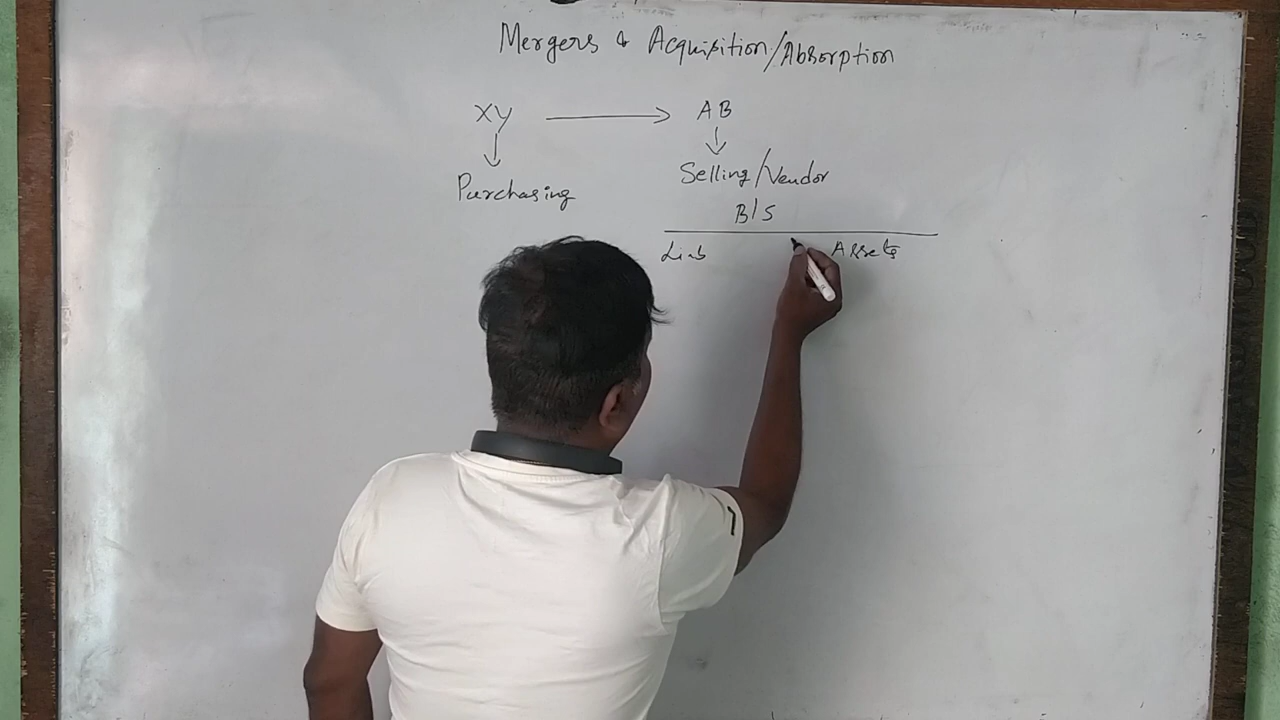 Mergers & Acquisition/Absorption
XY → AB
↓ ↓
Purchasing Selling/Vendor
B/S
Liab Assets